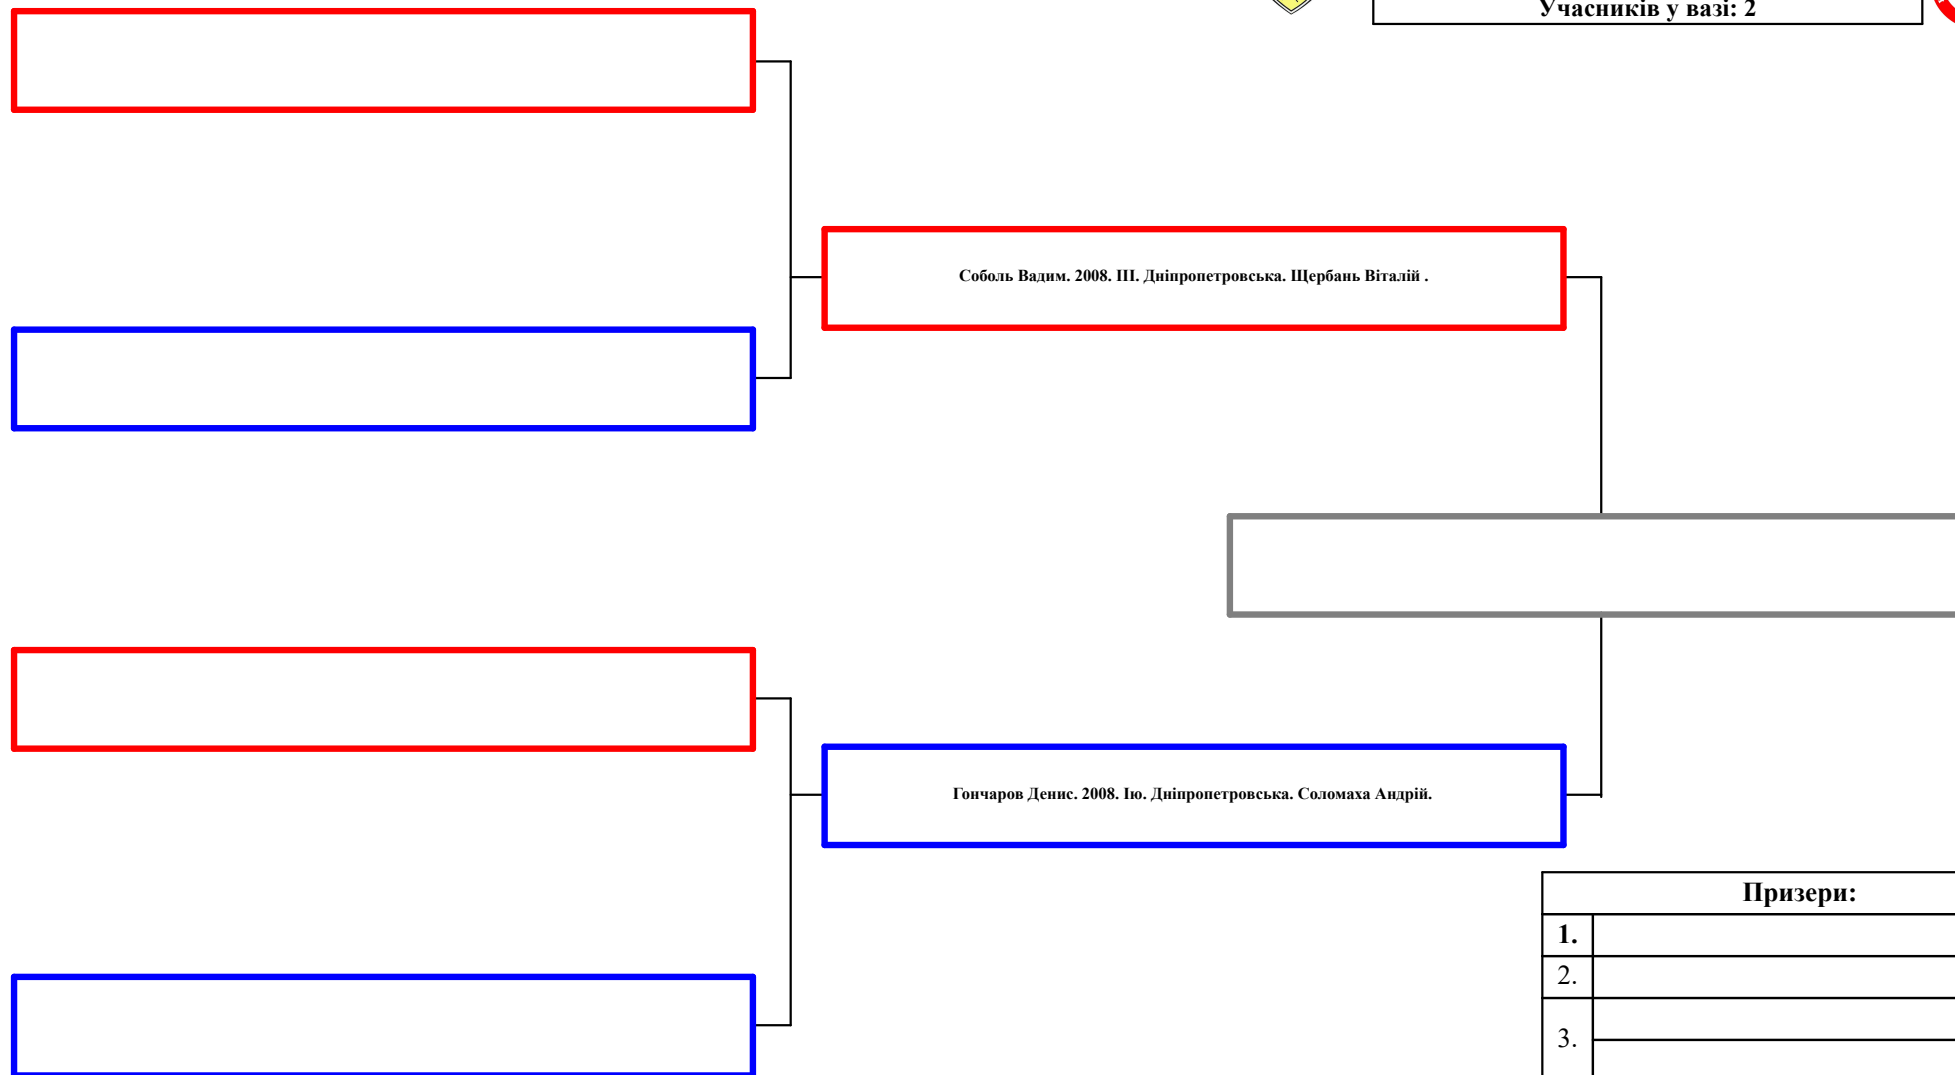 Учасників у вазі: 2
Соболь Вадим. 2008. III. Дніпропетровська. Щербань Віталій .
Гончаров Денис. 2008. Ію. Дніпропетровська. Соломаха Андрій.
Призери:
1.
2.
3.